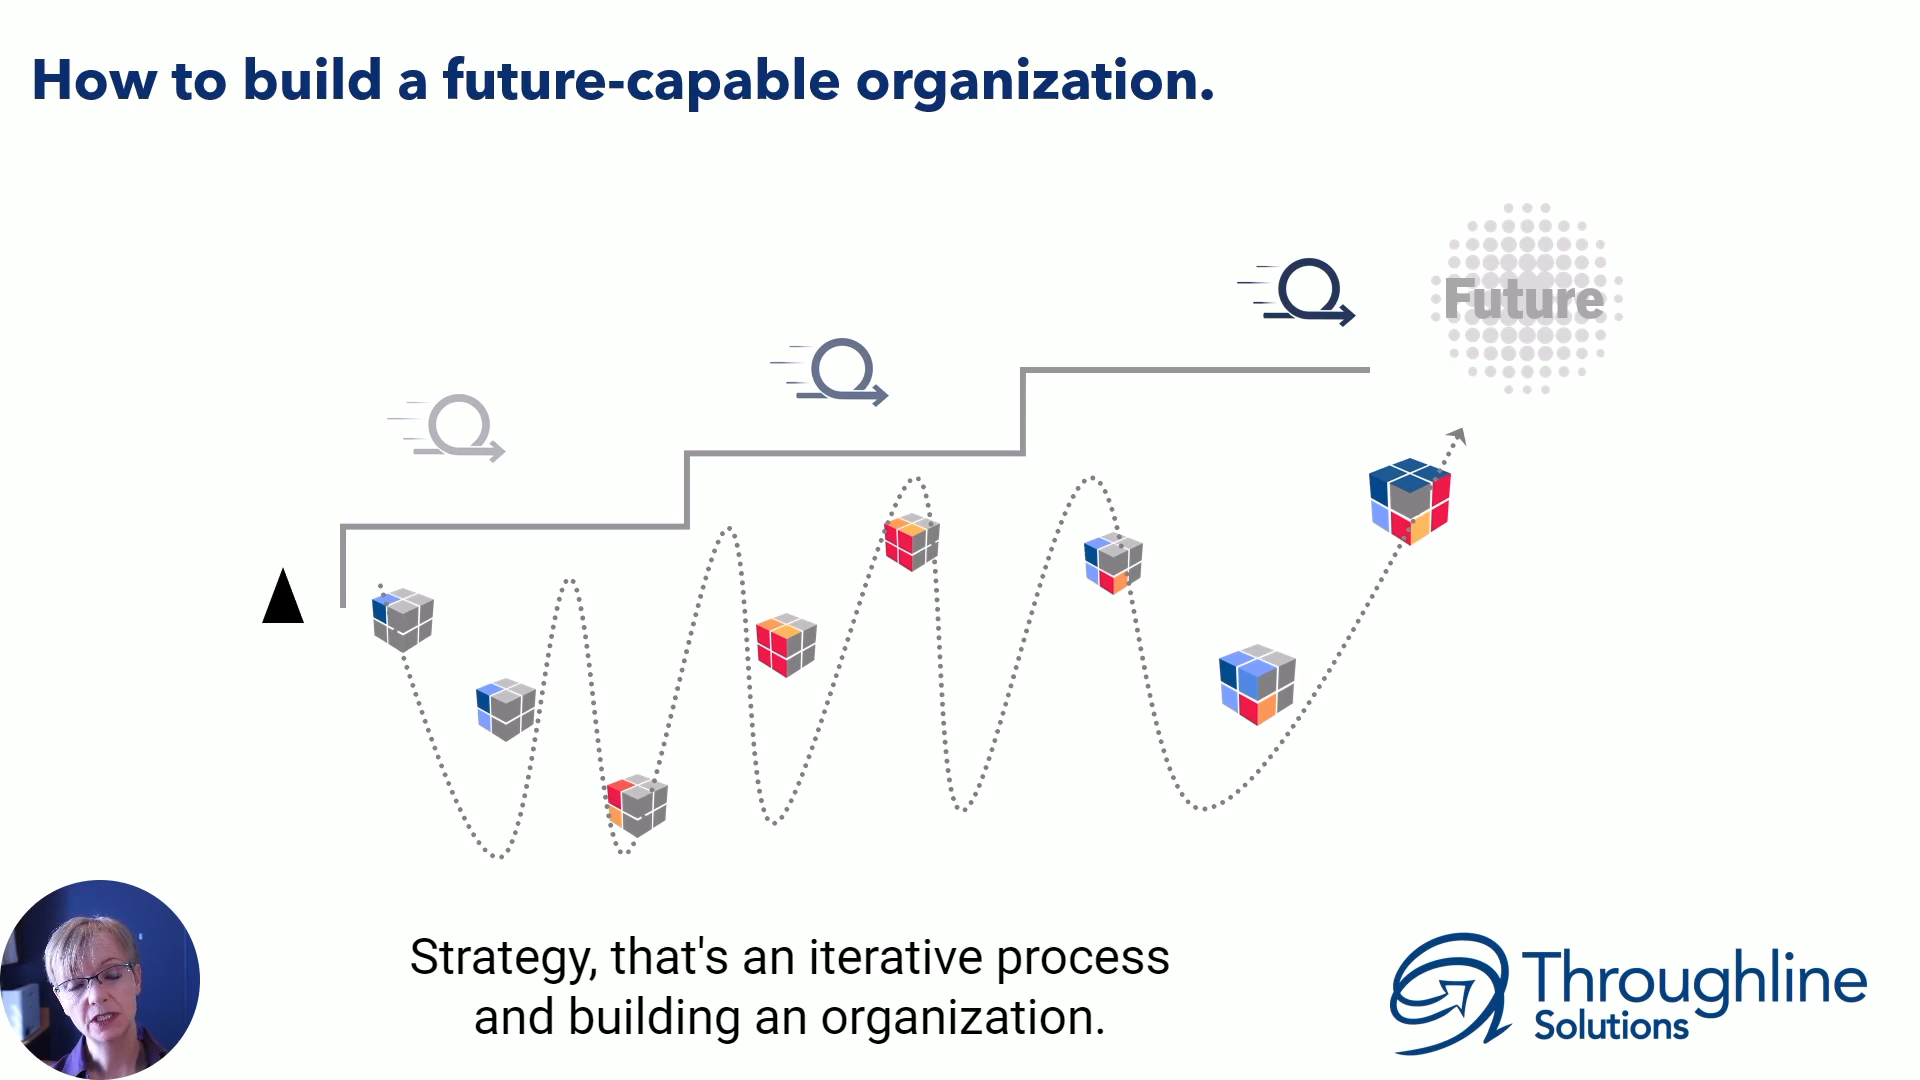 How to build a future-capable organization.
Future
Strategy, that's an iterative process
and building an organization.
Throughline
Solutions